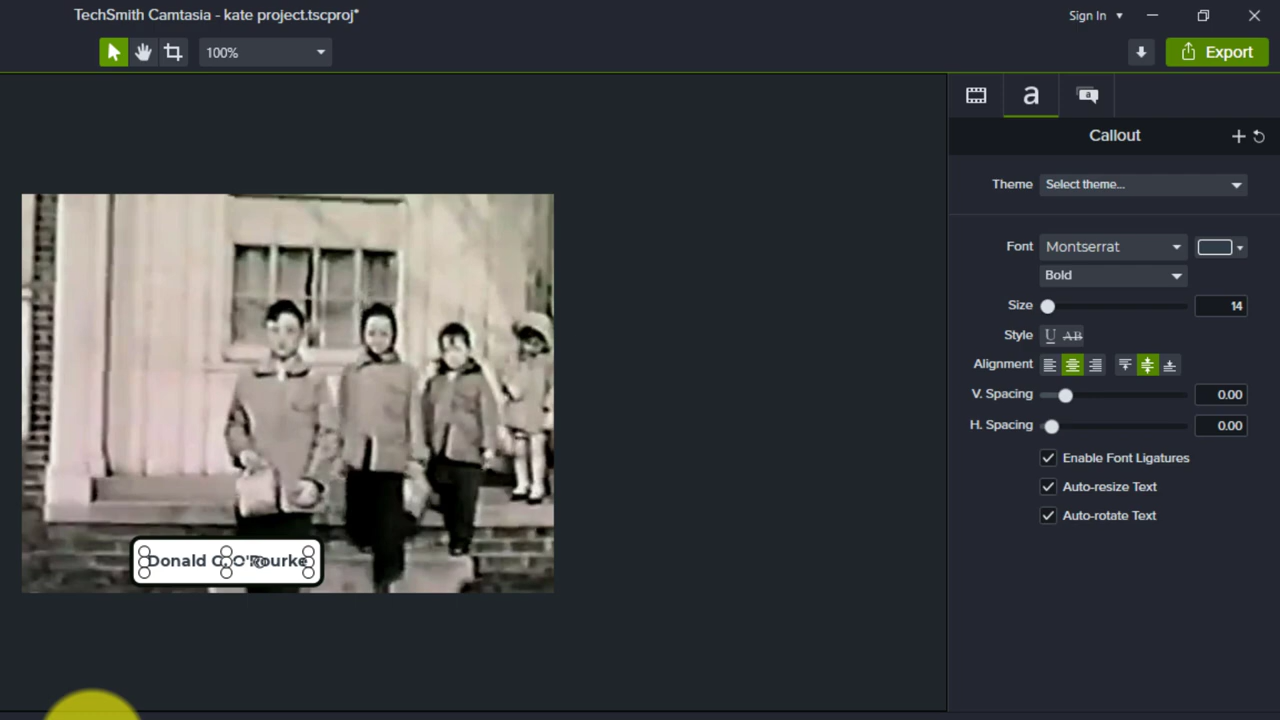 TechSmith Camtasia - kate project.tscproj*
Sign In
100%
Export
a
a
Callout
Theme
Select theme...
Font
Montserrat
Bold
Size
14
Style
U AB
Alignment
V. Spacing
0.00
H. Spacing
0.00
Enable Font Ligatures
Auto-resize Text
Auto-rotate Text
Donald C. O'Rourke